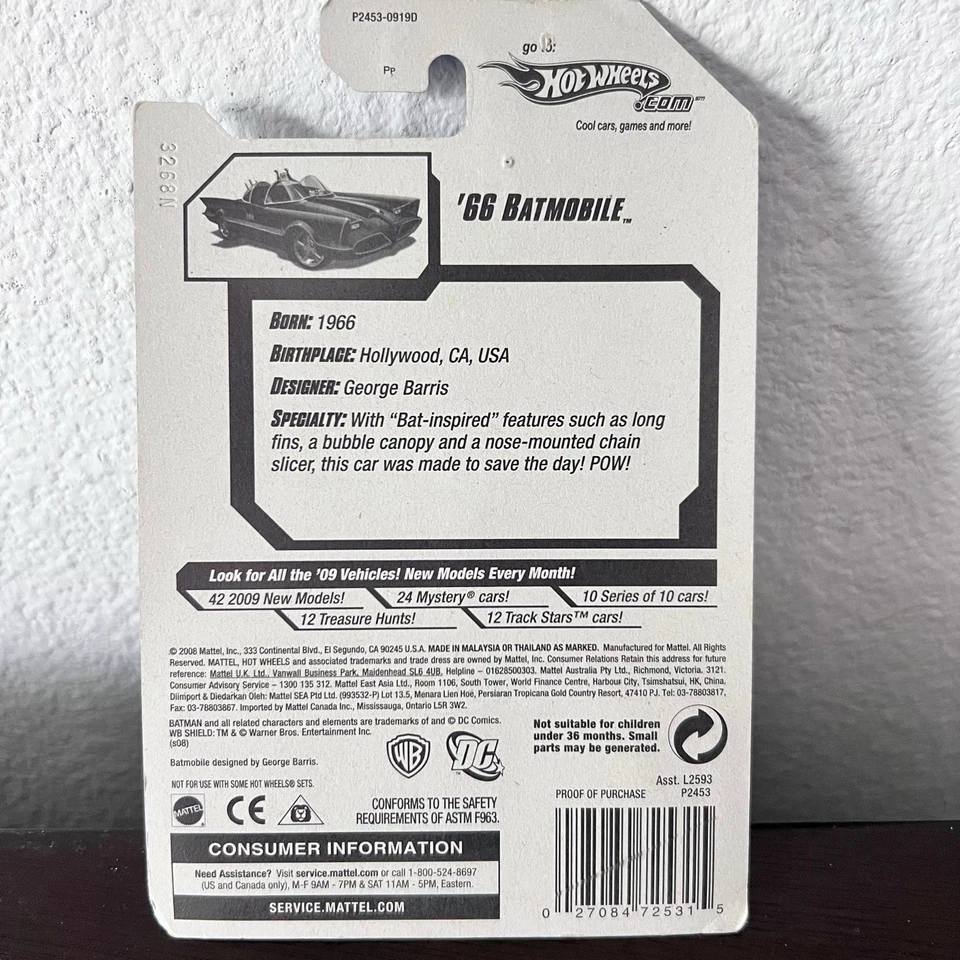 P2453-0919D
Pp
go to:
HOT WHEELS
.COM℠
Cool cars, games and more!
3268N
'66 BATMOBILE™
BORN: 1966
BIRTHPLACE: Hollywood, CA, USA
DESIGNER: George Barris
SPECIALTY: With “Bat-inspired” features such as long
fins, a bubble canopy and a nose-mounted chain
slicer, this car was made to save the day! POW!
Look for All the '09 Vehicles! New Models Every Month!
42 2009 New Models! 24 Mystery® cars! 10 Series of 10 cars!
12 Treasure Hunts! 12 Track Stars™ cars!
© 2008 Mattel, Inc., 333 Continental Blvd., El Segundo, CA 90245 U.S.A. MADE IN MALAYSIA OR THAILAND AS MARKED. Manufactured for Mattel. All Rights
Reserved. MATTEL, HOT WHEELS and associated trademarks and trade dress are owned by Mattel, Inc. Consumer Relations Retain this address for future
reference: Mattel U.K. Ltd., Vanwall Business Park, Maidenhead SL6 4UB. Helpline – 01628500303. Mattel Australia Pty Ltd., Richmond, Victoria. 3121.
Consumer Advisory Service – 1300 135 312. Mattel East Asia Ltd., Room 1106, South Tower, World Finance Centre, Harbour City, Tsimshatsui, HK, China.
Diimport & Diedarkan Oleh: Mattel SEA Ptd Ltd. (993532-P) Lot 13.5, Menara Lien Hoe, Persiaran Tropicana Gold Country Resort, 47410 PJ. Tel: 03-78803817,
Fax: 03-78803867. Imported by Mattel Canada Inc., Mississauga, Ontario L5R 3W2.
BATMAN and all related characters and elements are trademarks of and © DC Comics.
WB SHIELD: TM & © Warner Bros. Entertainment Inc.
(s08)
Batmobile designed by George Barris.
WB
DC
Not suitable for children
under 36 months. Small
parts may be generated.
NOT FOR USE WITH SOME HOT WHEELS® SETS.
MATTEL
CE
CONFORMS TO THE SAFETY
REQUIREMENTS OF ASTM F963.
Asst. L2593
PROOF OF PURCHASE P2453
CONSUMER INFORMATION
Need Assistance? Visit service.mattel.com or call 1-800-524-8697
(US and Canada only), M-F 9AM - 7PM & SAT 11AM - 5PM, Eastern.
SERVICE.MATTEL.COM
0 27084 72531 5